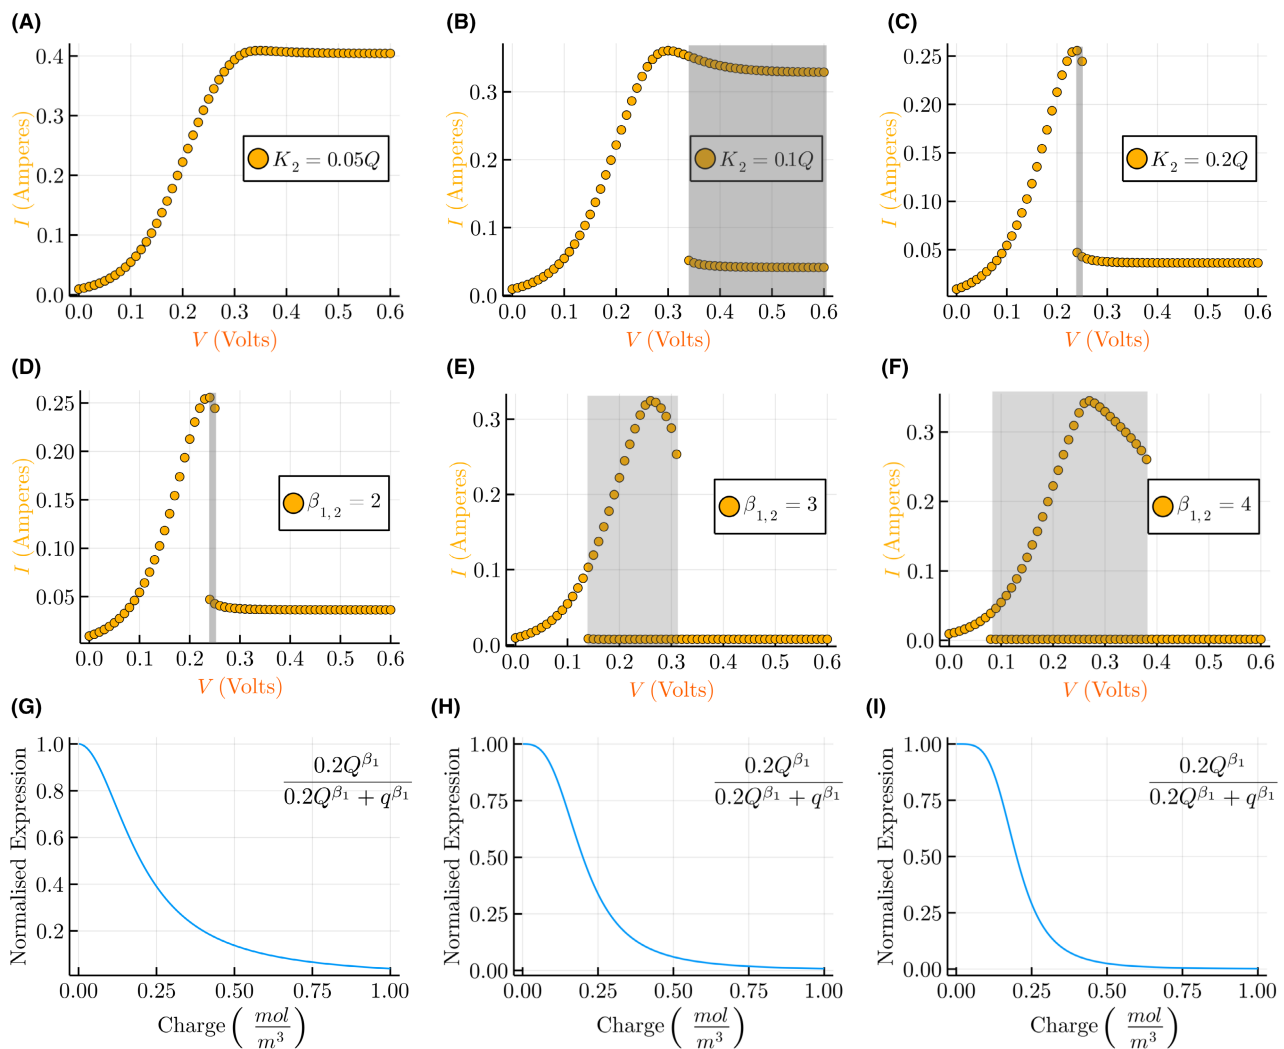 (A)
0.4
0.3
0.2
0.1
0.0
I (Amperes)
K₂ = 0.05Q
0.0 0.1 0.2 0.3 0.4 0.5 0.6
V (Volts)
(B)
0.3
0.2
0.1
0.0
I (Amperes)
K₂ = 0.1Q
0.0 0.1 0.2 0.3 0.4 0.5 0.6
V (Volts)
(C)
0.25
0.20
0.15
0.10
0.05
I (Amperes)
K₂ = 0.2Q
0.0 0.1 0.2 0.3 0.4 0.5 0.6
V (Volts)
(D)
0.25
0.20
0.15
0.10
0.05
I (Amperes)
β₁,₂ = 2
0.0 0.1 0.2 0.3 0.4 0.5 0.6
V (Volts)
(E)
0.3
0.2
0.1
0.0
I (Amperes)
β₁,₂ = 3
0.0 0.1 0.2 0.3 0.4 0.5 0.6
V (Volts)
(F)
0.3
0.2
0.1
0.0
I (Amperes)
β₁,₂ = 4
0.0 0.1 0.2 0.3 0.4 0.5 0.6
V (Volts)
(G)
1.0
0.8
0.6
0.4
0.2
Normalised Expression
0.2Q^β₁
0.2Q^β₁ + q^β₁
0.00 0.25 0.50 0.75 1.00
Charge (mol/m³)
(H)
1.00
0.75
0.50
0.25
0.00
Normalised Expression
0.2Q^β₁
0.2Q^β₁ + q^β₁
0.00 0.25 0.50 0.75 1.00
Charge (mol/m³)
(I)
1.00
0.75
0.50
0.25
0.00
Normalised Expression
0.2Q^β₁
0.2Q^β₁ + q^β₁
0.00 0.25 0.50 0.75 1.00
Charge (mol/m³)